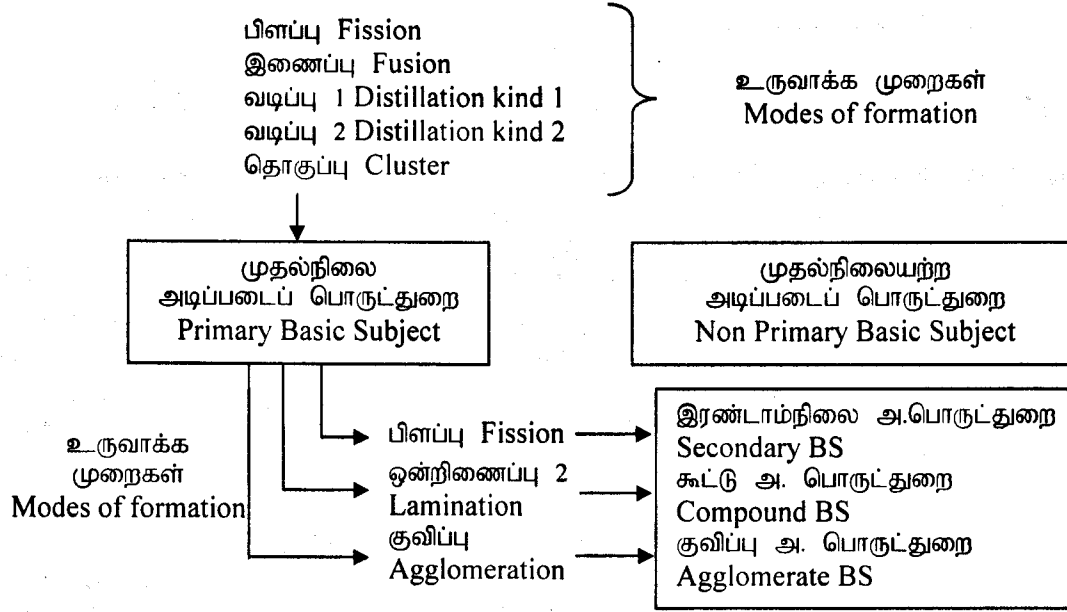 பிளப்பு Fission
இணைப்பு Fusion
வடிப்பு 1 Distillation kind 1
வடிப்பு 2 Distillation kind 2
தொகுப்பு Cluster
உருவாக்க முறைகள்
Modes of formation
முதல்நிலை
அடிப்படைப் பொருட்துறை
Primary Basic Subject
முதல்நிலையற்ற
அடிப்படைப் பொருட்துறை
Non Primary Basic Subject
உருவாக்க
முறைகள்
Modes of formation
பிளப்பு Fission
ஒன்றிணைப்பு 2
Lamination
குவிப்பு
Agglomeration
இரண்டாம்நிலை அ.பொருட்துறை
Secondary BS
கூட்டு அ. பொருட்துறை
Compound BS
குவிப்பு அ. பொருட்துறை
Agglomerate BS